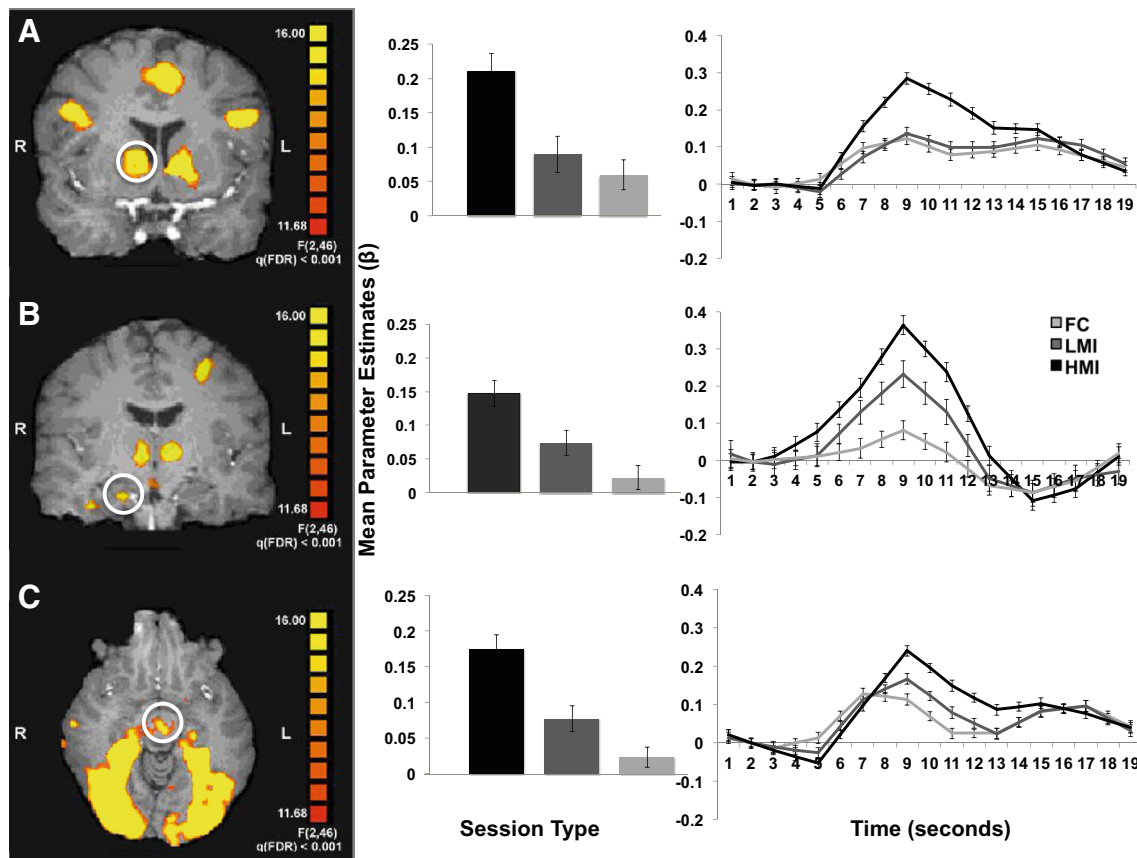 A
16.00
R
L
11.68
F(2,46)
q(FDR) < 0.001
0.25
0.2
0.15
0.1
0.05
0
0.4
0.3
0.2
0.1
0
-0.1
-0.2
1 2 3 4 5 6 7 8 9 10 11 12 13 14 15 16 17 18 19
Mean Parameter Estimates (β)
B
16.00
R
L
11.68
F(2,46)
q(FDR) < 0.001
0.25
0.2
0.15
0.1
0.05
0
0.4
0.3
0.2
0.1
0
-0.1
-0.2
FC
LMI
HMI
1 2 3 4 5 6 7 8 9 10 11 12 13 14 15 16 17 18 19
C
16.00
R
L
11.68
F(2,46)
q(FDR) < 0.001
0.25
0.2
0.15
0.1
0.05
0
0.4
0.3
0.2
0.1
0
-0.1
-0.2
1 2 3 4 5 6 7 8 9 10 11 12 13 14 15 16 17 18 19
Session Type
Time (seconds)